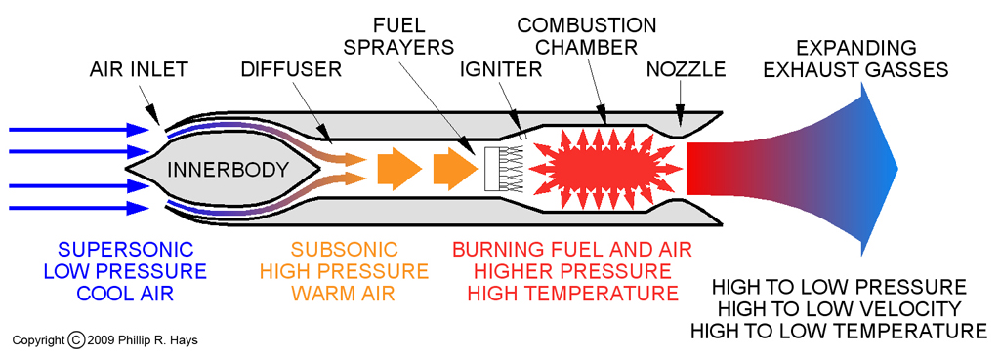 AIR INLET
DIFFUSER
FUEL
SPRAYERS
IGNITER
COMBUSTION
CHAMBER
NOZZLE
EXPANDING
EXHAUST GASSES
INNERBODY
SUPERSONIC
LOW PRESSURE
COOL AIR
SUBSONIC
HIGH PRESSURE
WARM AIR
BURNING FUEL AND AIR
HIGHER PRESSURE
HIGH TEMPERATURE
HIGH TO LOW PRESSURE
HIGH TO LOW VELOCITY
HIGH TO LOW TEMPERATURE
Copyright © 2009 Phillip R. Hays